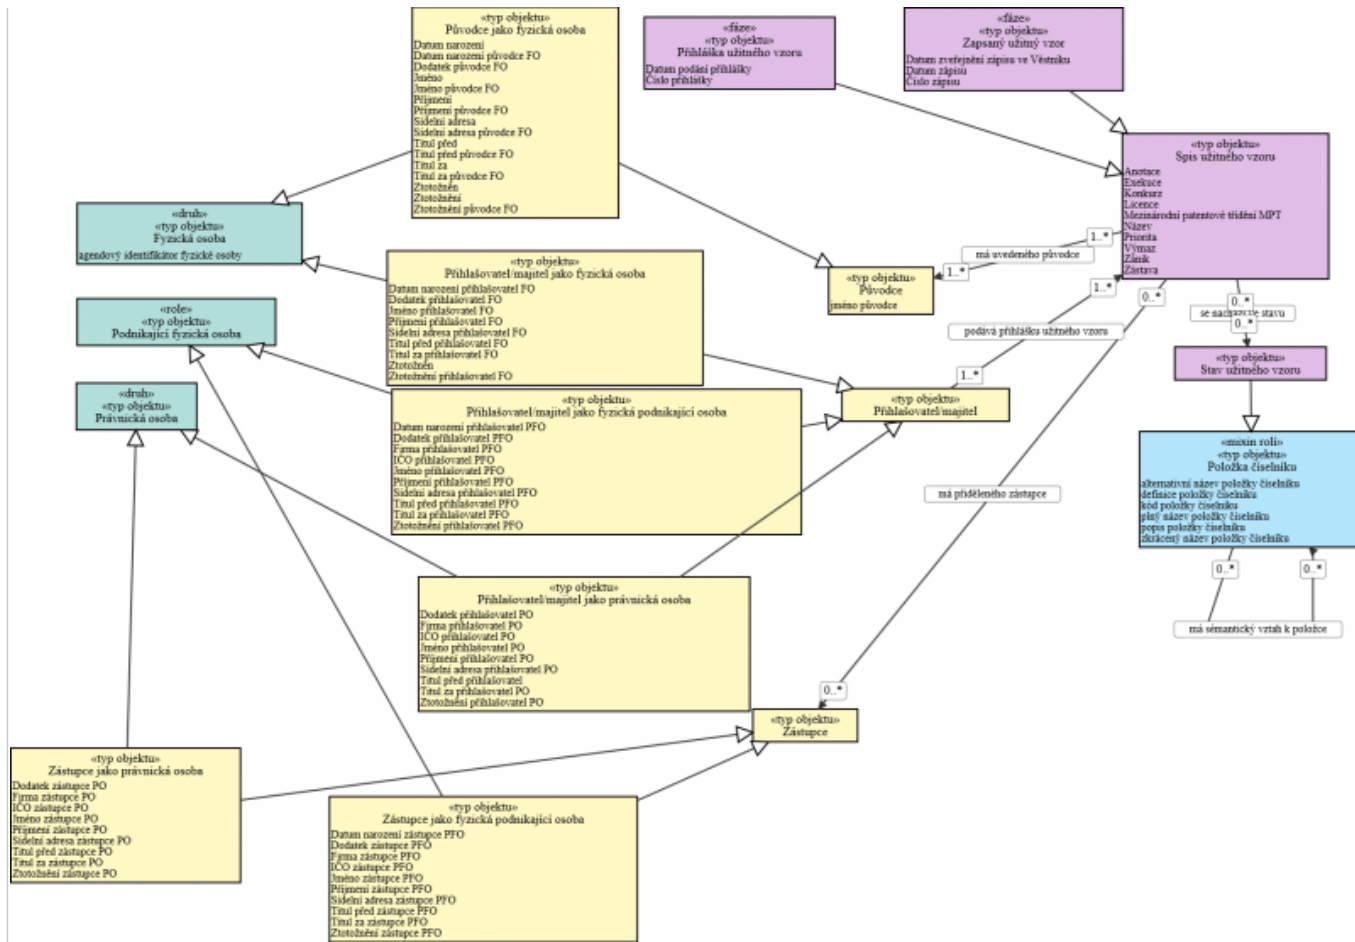 «typ objektu»
Původce jako fyzická osoba
Datum narození
Datum narození původce FO
Dodatek původce FO
Jméno
Jméno původce FO
Příjmení
Příjmení původce FO
Sídelní adresa
Sídelní adresa původce FO
Titul před
Titul před původce FO
Titul za
Titul za původce FO
Ztotožněn
Ztotožnění
Ztotožnění původce FO
«fáze»
«typ objektu»
Přihláška užitného vzoru
Datum podání přihlášky
Číslo přihlášky
«fáze»
«typ objektu»
Zapsaný užitný vzor
Datum zveřejnění zápisu ve Věstníku
Datum zápisu
Číslo zápisu
«typ objektu»
Spis užitného vzoru
Anotace
Exekuce
Konkurz
Licence
Mezinárodní patentové třídění MPT
Název
Priorita
Výmaz
Zánik
Zástava
«druh»
«typ objektu»
Fyzická osoba
agendový identifikátor fyzické osoby
1..*
má uvedeného původce
1..*
«typ objektu»
Původce
jméno původce
«typ objektu»
Přihlašovatel/majitel jako fyzická osoba
Datum narození přihlašovatel FO
Dodatek přihlašovatel FO
Jméno přihlašovatel FO
Příjmení přihlašovatel FO
Sídelní adresa přihlašovatel FO
Titul před přihlašovatel FO
Titul za přihlašovatel FO
Ztotožněn
Ztotožnění přihlašovatel FO
«role»
«typ objektu»
Podnikající fyzická osoba
1..*
podává přihlášku užitného vzoru
1..*
0..*
0..*
se nachází ve stavu
0..*
«typ objektu»
Stav užitného vzoru
«druh»
«typ objektu»
Právnická osoba
«typ objektu»
Přihlašovatel/majitel jako fyzická podnikající osoba
Datum narození přihlašovatel PFO
Dodatek přihlašovatel PFO
Firma přihlašovatel PFO
IČO přihlašovatel PFO
Jméno přihlašovatel PFO
Příjmení přihlašovatel PFO
Sídelní adresa přihlašovatel PFO
Titul před přihlašovatel PFO
Titul za přihlašovatel PFO
Ztotožnění přihlašovatel PFO
«typ objektu»
Přihlašovatel/majitel
«mixin rolí»
«typ objektu»
Položka číselníku
alternativní název položky číselníku
definice položky číselníku
kód položky číselníku
plný název položky číselníku
popis položky číselníku
zkrácený název položky číselníku
má přiděleného zástupce
0..*
0..*
má sémantický vztah k položce
«typ objektu»
Přihlašovatel/majitel jako právnická osoba
Dodatek přihlašovatel PO
Firma přihlašovatel PO
IČO přihlašovatel PO
Jméno přihlašovatel PO
Příjmení přihlašovatel PO
Sídelní adresa přihlašovatel PO
Titul před přihlašovatel
Titul za přihlašovatel PO
Ztotožnění přihlašovatel PO
0..*
«typ objektu»
Zástupce
«typ objektu»
Zástupce jako právnická osoba
Dodatek zástupce PO
Firma zástupce PO
IČO zástupce PO
Jméno zástupce PO
Příjmení zástupce PO
Sídelní adresa zástupce PO
Titul před zástupce PO
Titul za zástupce PO
Ztotožnění zástupce PO
«typ objektu»
Zástupce jako fyzická podnikající osoba
Datum narození zástupce PFO
Dodatek zástupce PFO
Firma zástupce PFO
IČO zástupce PFO
Jméno zástupce PFO
Příjmení zástupce PFO
Sídelní adresa zástupce PFO
Titul před zástupce PFO
Titul za zástupce PFO
Ztotožnění zástupce PFO